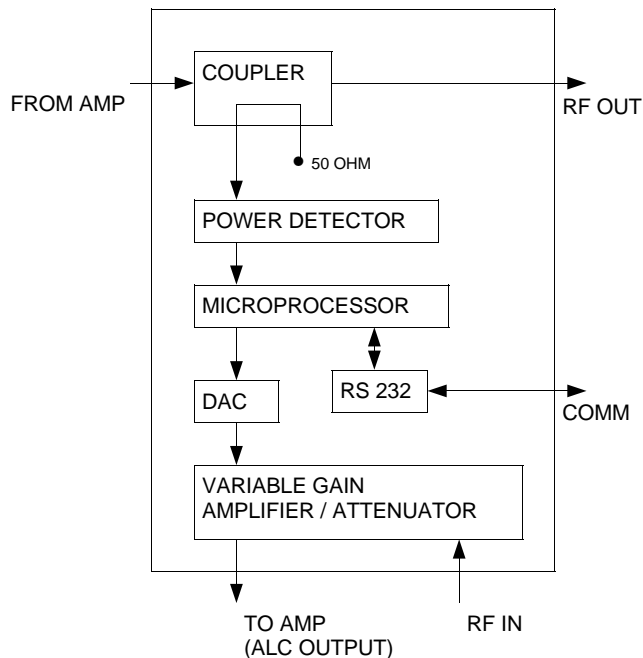 COUPLER
FROM AMP
RF OUT
50 OHM
POWER DETECTOR
MICROPROCESSOR
DAC
RS 232
COMM
VARIABLE GAIN
AMPLIFIER / ATTENUATOR
TO AMP
(ALC OUTPUT)
RF IN